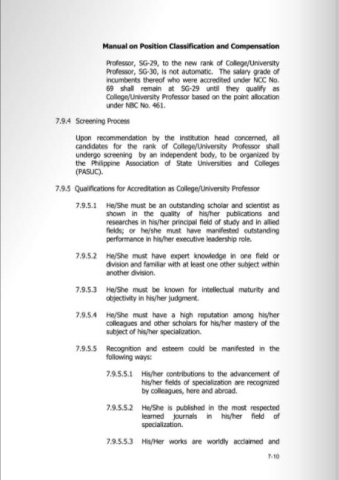 Manual on Position Classification and Compensation
Professor, SG-29, to the new rank of College/University
Professor, SG-30, is not automatic. The salary grade of
incumbents thereof who were accredited under NCC No.
69 shall remain at SG-29 until they qualify as
College/University Professor based on the point allocation
under NBC No. 461.
7.9.4 Screening Process
Upon recommendation by the institution head concerned, all
candidates for the rank of College/University Professor shall
undergo screening by an independent body, to be organized by
the Philippine Association of State Universities and Colleges
(PASUC).
7.9.5 Qualifications for Accreditation as College/University Professor
7.9.5.1 He/She must be an outstanding scholar and scientist as
shown in the quality of his/her publications and
researches in his/her principal field of study and in allied
fields; or he/she must have manifested outstanding
performance in his/her executive leadership role.
7.9.5.2 He/She must have expert knowledge in one field or
division and familiar with at least one other subject within
another division.
7.9.5.3 He/She must be known for intellectual maturity and
objectivity in his/her judgment.
7.9.5.4 He/She must have a high reputation among his/her
colleagues and other scholars for his/her mastery of the
subject of his/her specialization.
7.9.5.5 Recognition and esteem could be manifested in the
following ways:
7.9.5.5.1 His/her contributions to the advancement of
his/her fields of specialization are recognized
by colleagues, here and abroad.
7.9.5.5.2 He/She is published in the most respected
learned journals in his/her field of
specialization.
7.9.5.5.3 His/Her works are worldly acclaimed and
7-10